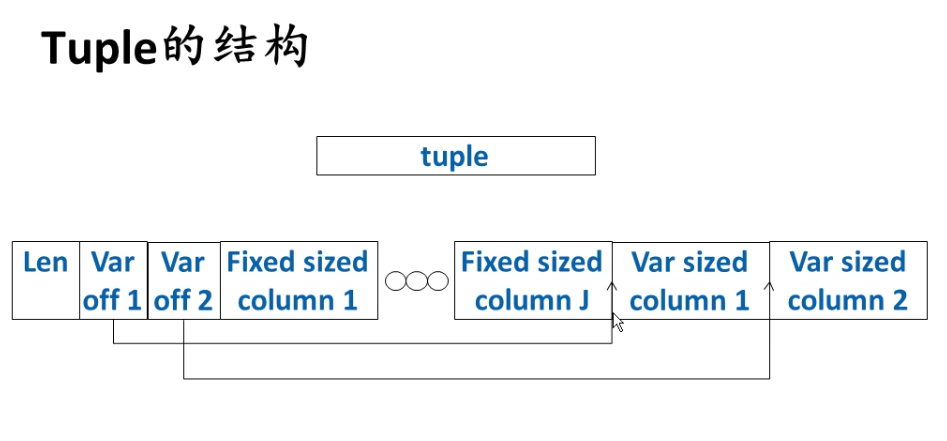 Tuple的结构
tuple
Len
Var
off 1
Var
off 2
Fixed sized
column 1
Fixed sized
column J
Var sized
column 1
Var sized
column 2